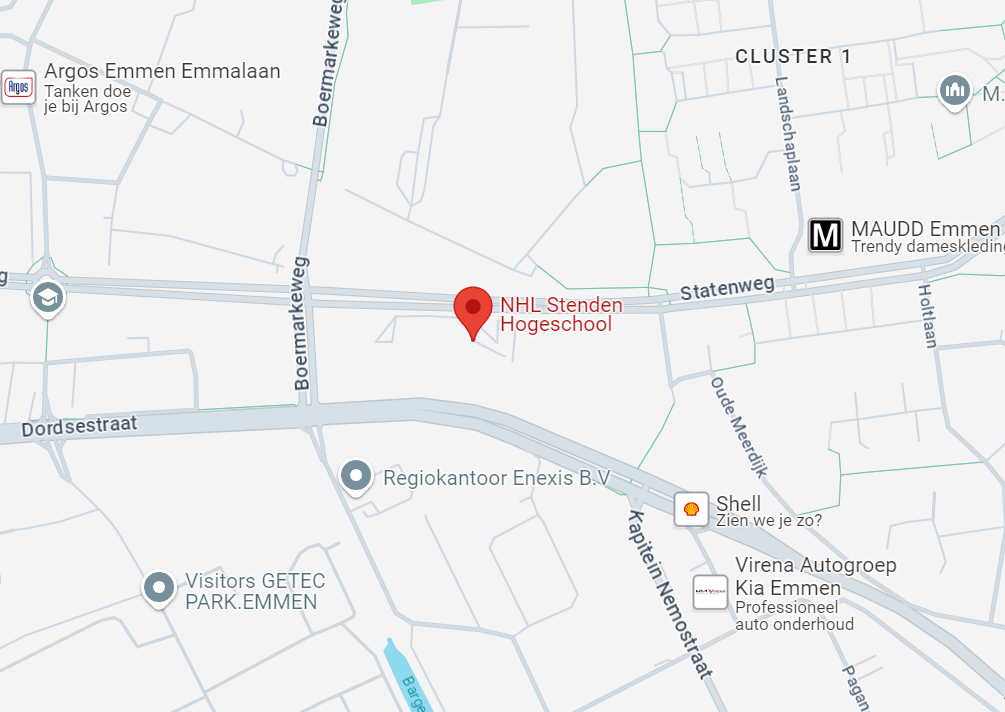 Boermarkeweg
CLUSTER 1
Argos Emmen Emmalaan
Tanken doe
je bij Argos
Argos
M.
Landschaplaan
M
MAUDD Emmen
Trendy dameskleding
g
Boermarkeweg
Statenweg
NHL Stenden
Hogeschool
Holtlaan
Oude Meerdijk
Dordsestraat
Regiokantoor Enexis B.V
Shell
Zien we je zo?
Kapitein Nemostraat
Virena Autogroep
Kia Emmen
Professioneel
auto onderhoud
Visitors GETEC
PARK.EMMEN
Barge
Pagan